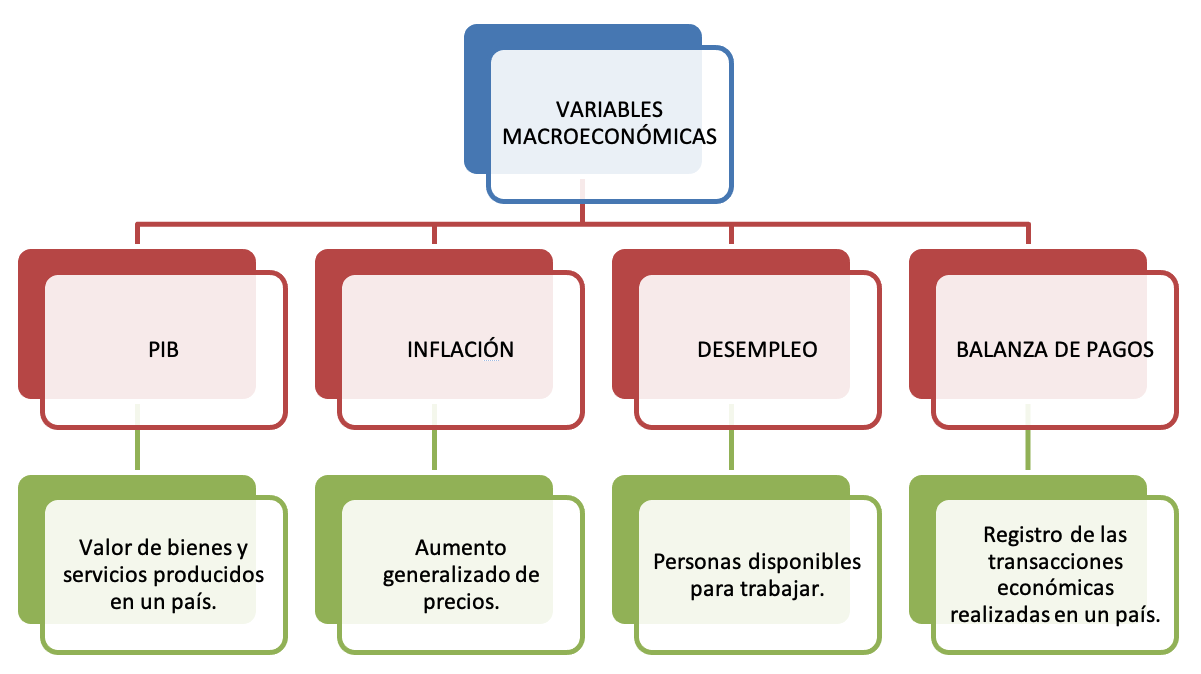 VARIABLES
MACROECONÓMICAS
PIB
INFLACIÓN
DESEMPLEO
BALANZA DE PAGOS
Valor de bienes y
servicios producidos
en un país.
Aumento
generalizado de
precios.
Personas disponibles
para trabajar.
Registro de las
transacciones
económicas
realizadas en un país.